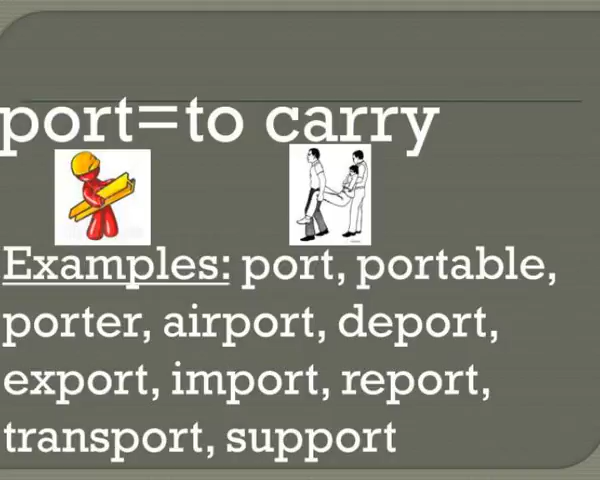 port=to carry
Examples: port, portable,
porter, airport, deport,
export, import, report,
transport, support